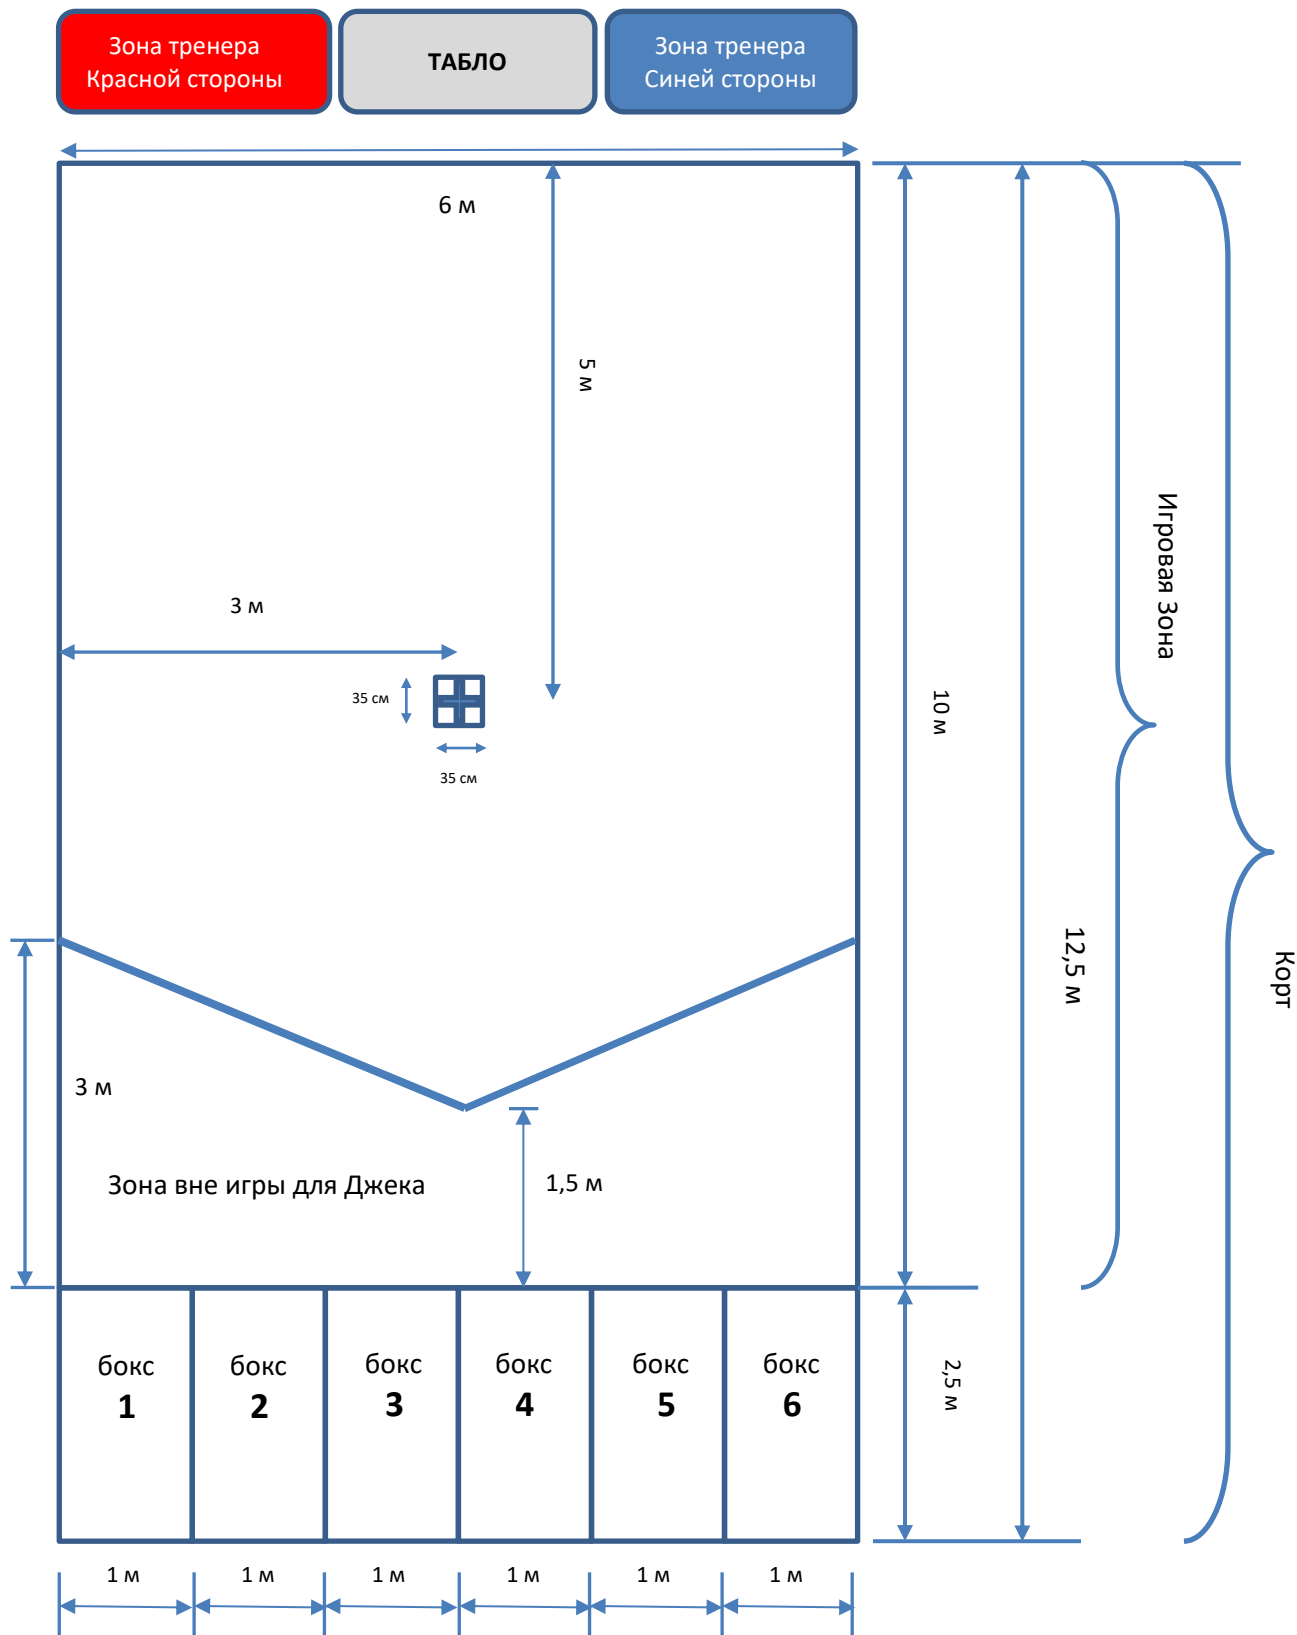 Зона тренера
Красной стороны
ТАБЛО
Зона тренера
Синей стороны
6 м
5 м
3 м
35 см
35 см
Игровая Зона
10 м
12,5 м
Корт
3 м
Зона вне игры для Джека
1,5 м
бокс
1
бокс
2
бокс
3
бокс
4
бокс
5
бокс
6
2,5 м
1 м
1 м
1 м
1 м
1 м
1 м